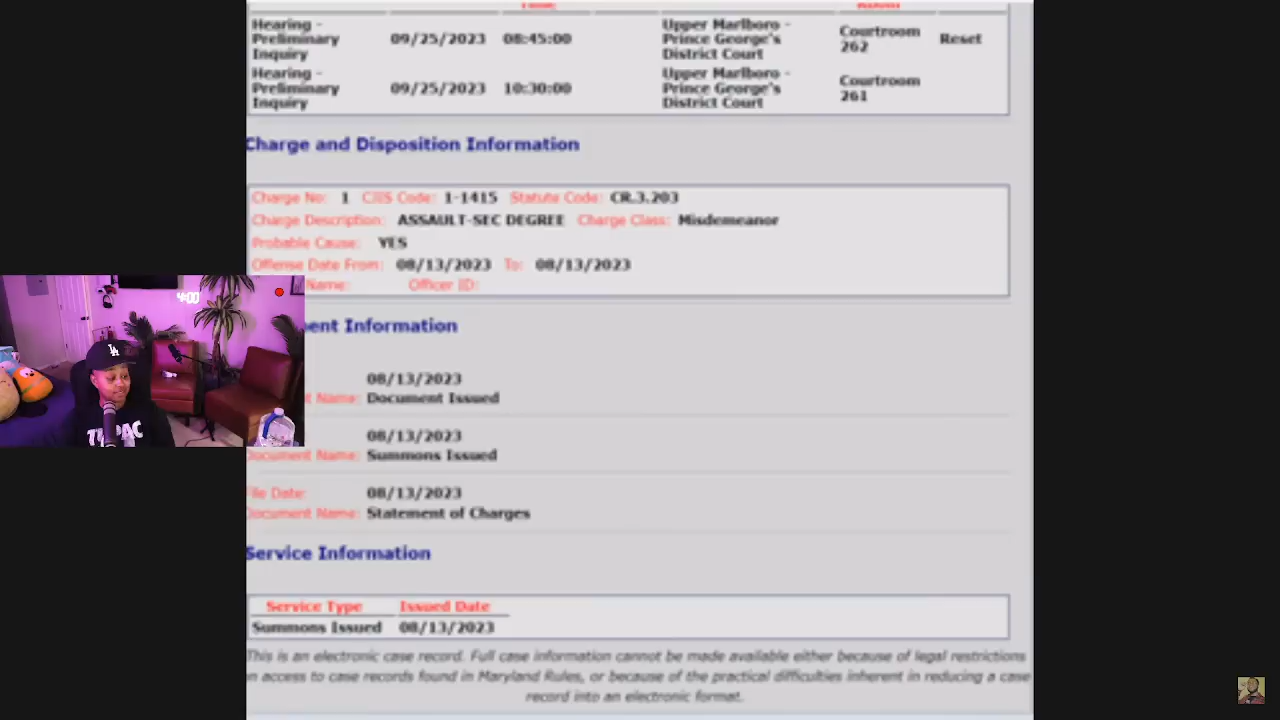 Hearing - Preliminary Inquiry 09/25/2023 08:45:00 Upper Marlboro - Prince George's District Court Courtroom 262 Reset
Hearing - Preliminary Inquiry 09/25/2023 10:30:00 Upper Marlboro - Prince George's District Court Courtroom 261
Charge and Disposition Information
Charge No: 1 CJIS Code: 1-1415 Statute Code: CR.3.203
Charge Description: ASSAULT-SEC DEGREE Charge Class: Misdemeanor
Probable Cause: YES
Offense Date From: 08/13/2023 To: 08/13/2023
Name: Officer ID:
ent Information
08/13/2023
t Name: Document Issued
08/13/2023
Document Name: Summons Issued
File Date: 08/13/2023
Document Name: Statement of Charges
Service Information
Service Type Issued Date
Summons Issued 08/13/2023
This is an electronic case record. Full case information cannot be made available either because of legal restrictions
on access to case records found in Maryland Rules, or because of the practical difficulties inherent in reducing a case
record into an electronic format.
4:00
LA